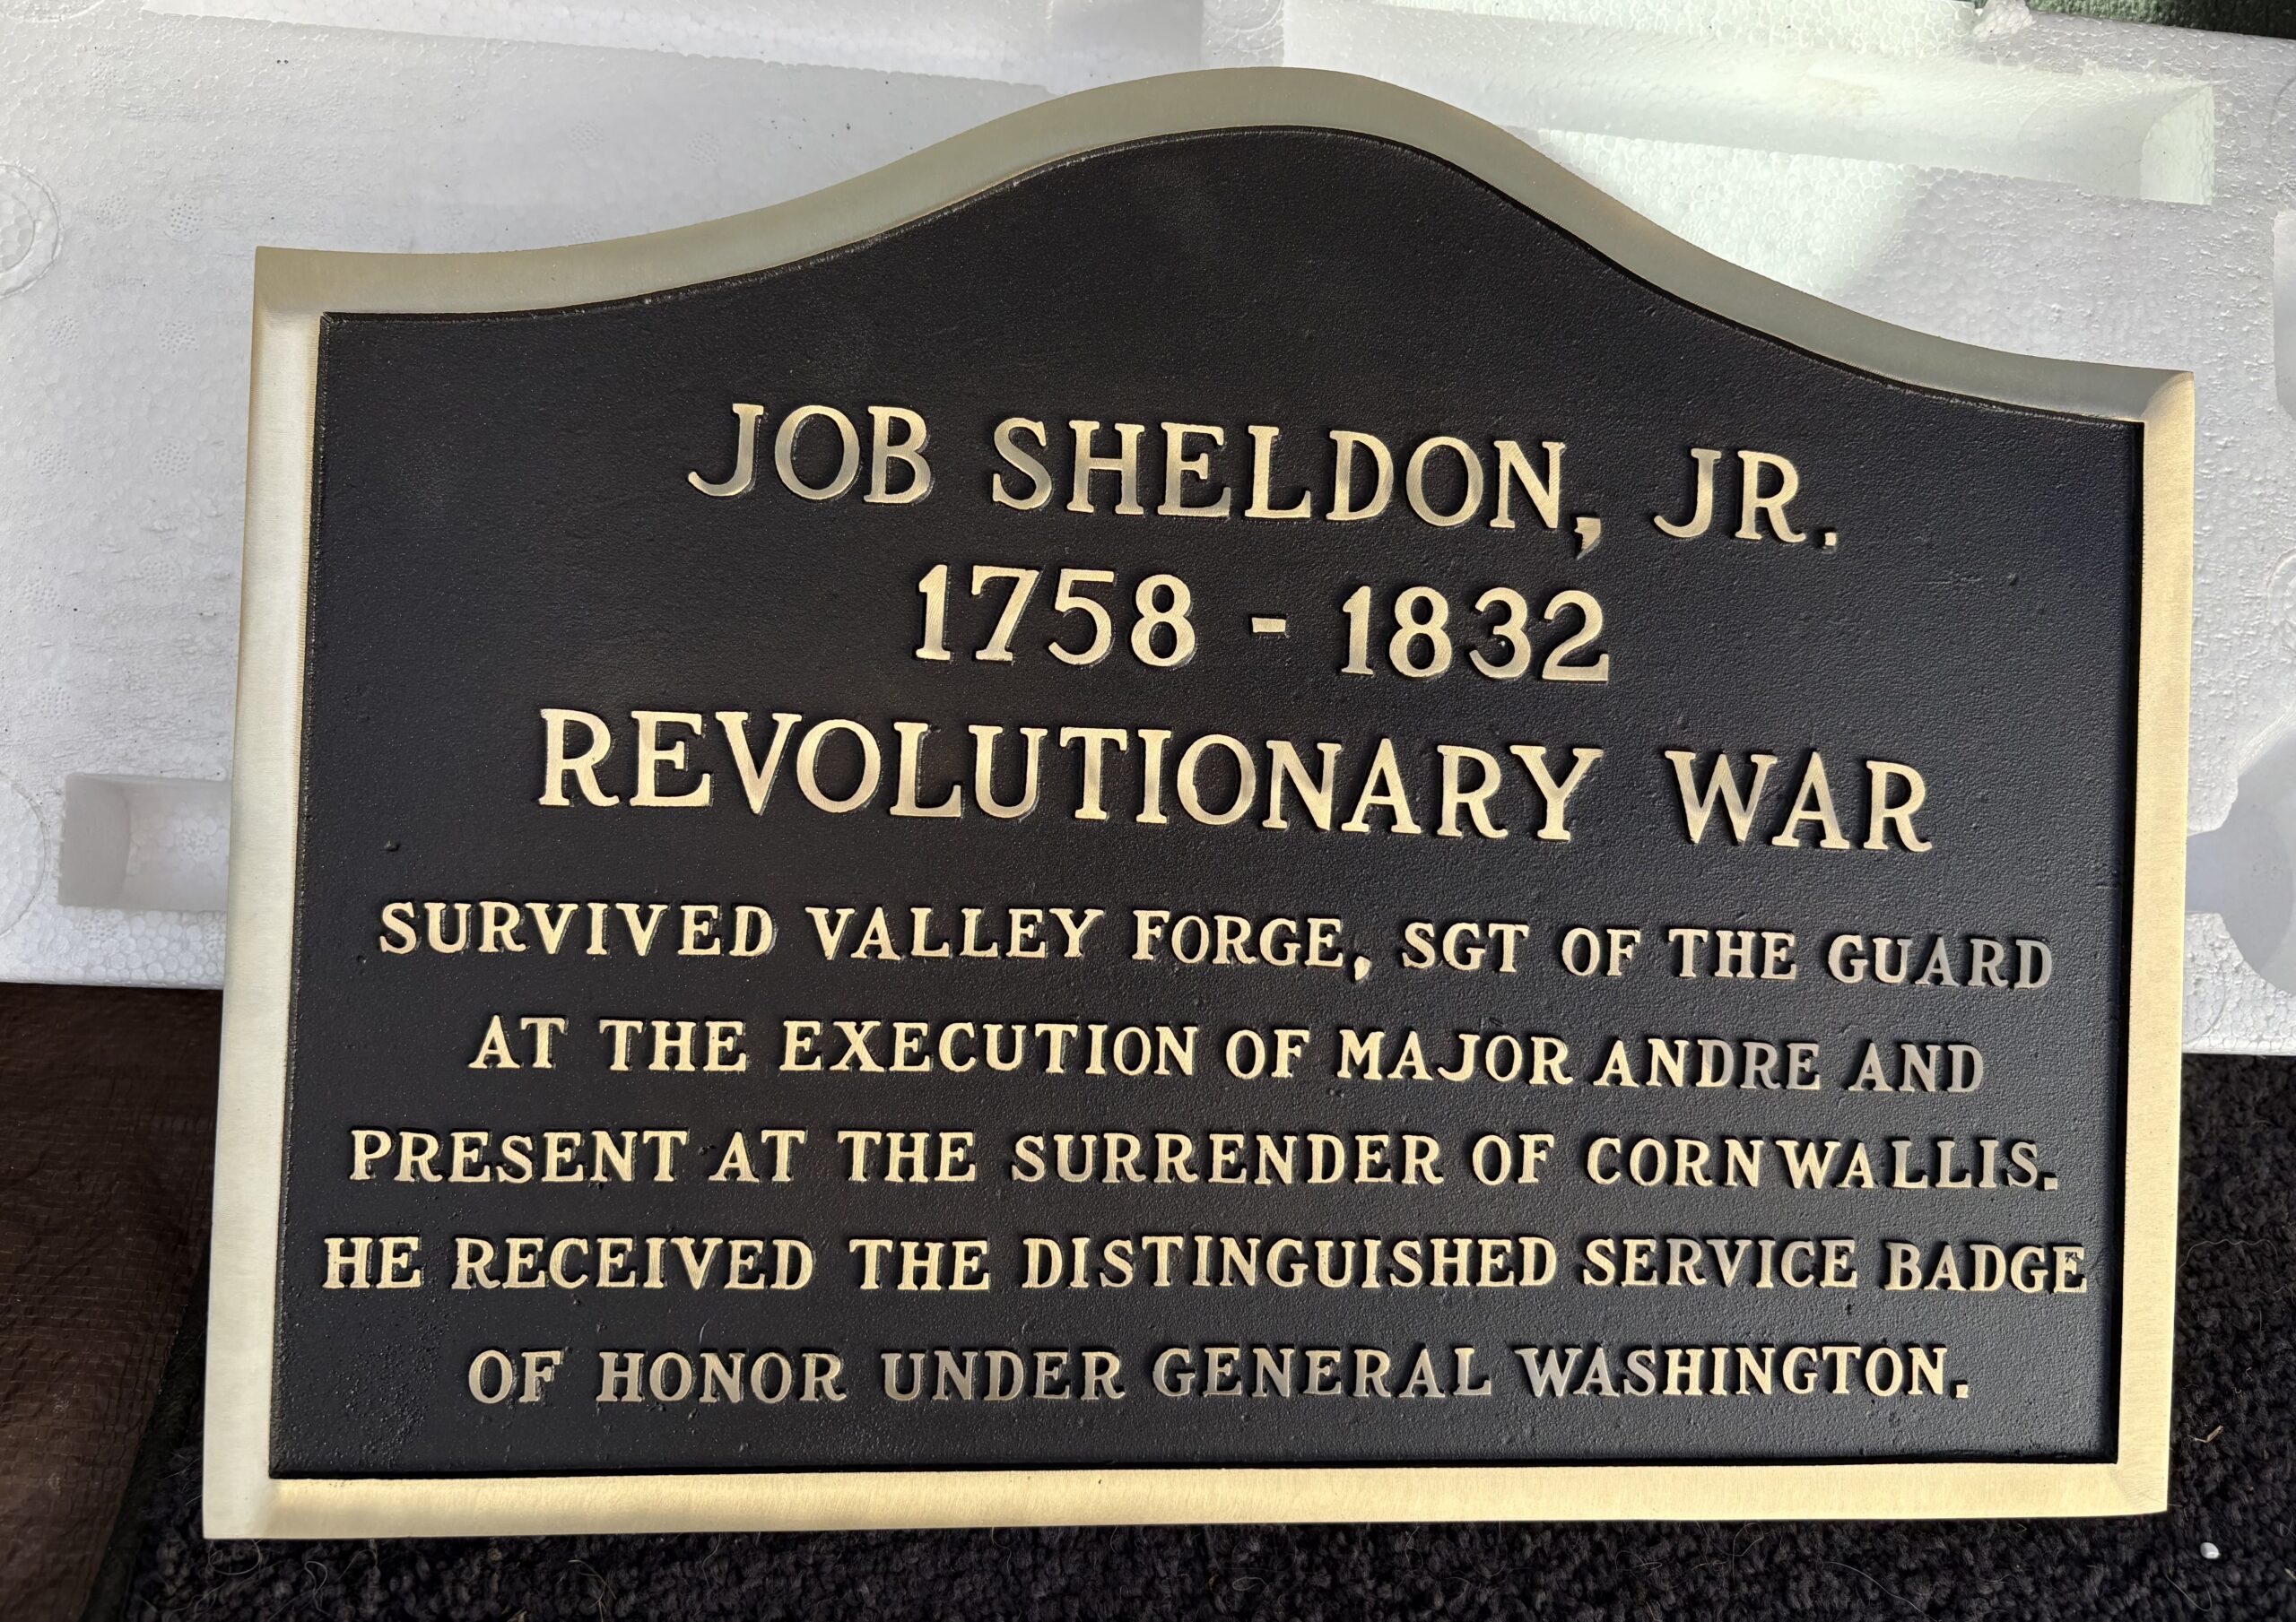 JOB SHELDON, JR.
1758 - 1832
REVOLUTIONARY WAR
SURVIVED VALLEY FORGE, SGT OF THE GUARD
AT THE EXECUTION OF MAJOR ANDRE AND
PRESENT AT THE SURRENDER OF CORNWALLIS.
HE RECEIVED THE DISTINGUISHED SERVICE BADGE
OF HONOR UNDER GENERAL WASHINGTON.